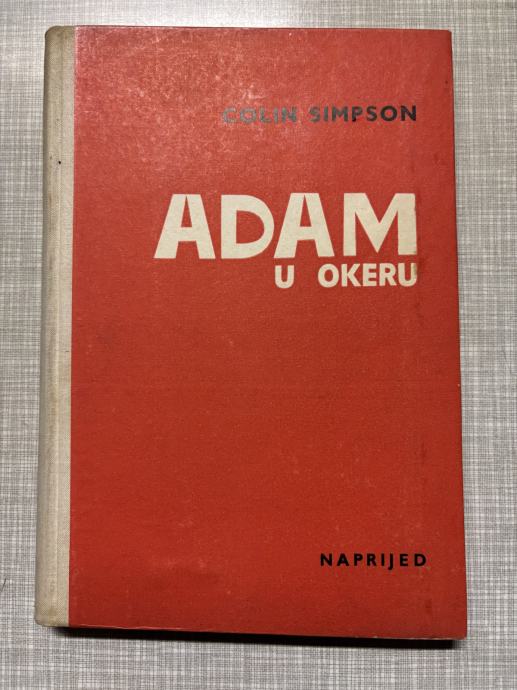 COLIN SIMPSON
ADAM
U OKERU
NAPRIJED